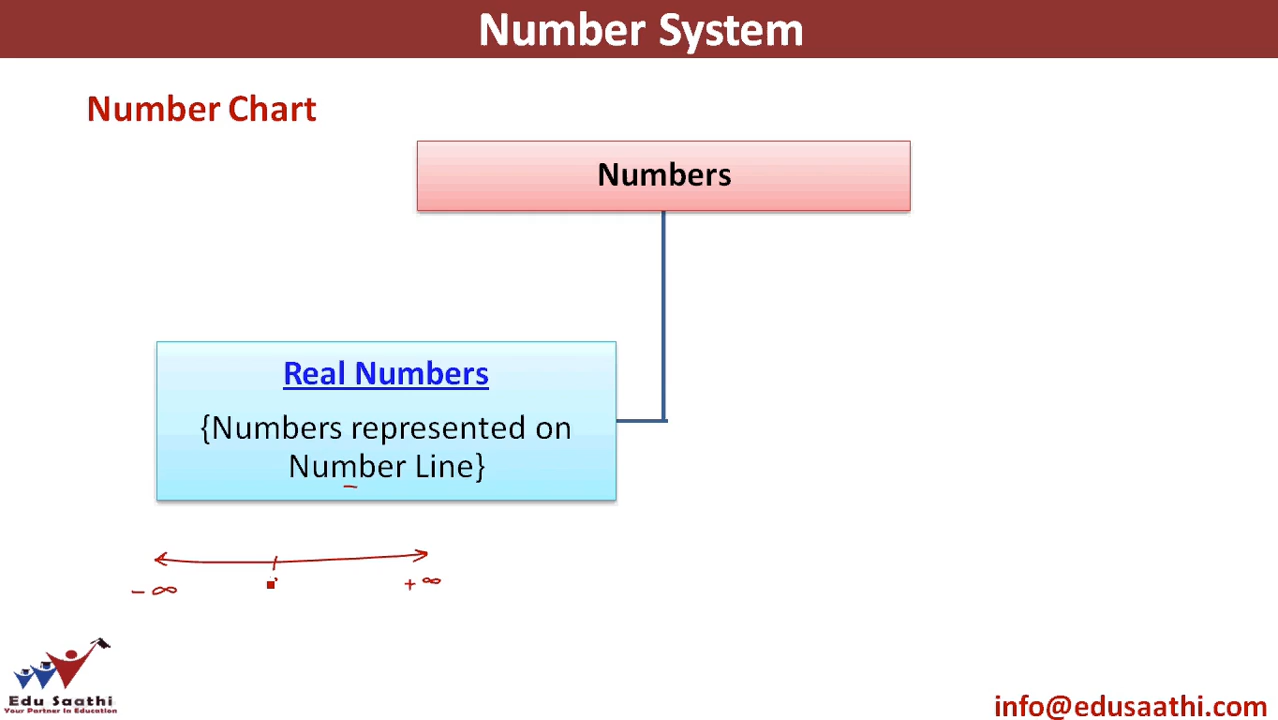 Number System
Number Chart
Numbers
Real Numbers
{Numbers represented on
Number Line}
- ∞
+ ∞
Edu Saathi
Your Partner In Education
info@edusaathi.com